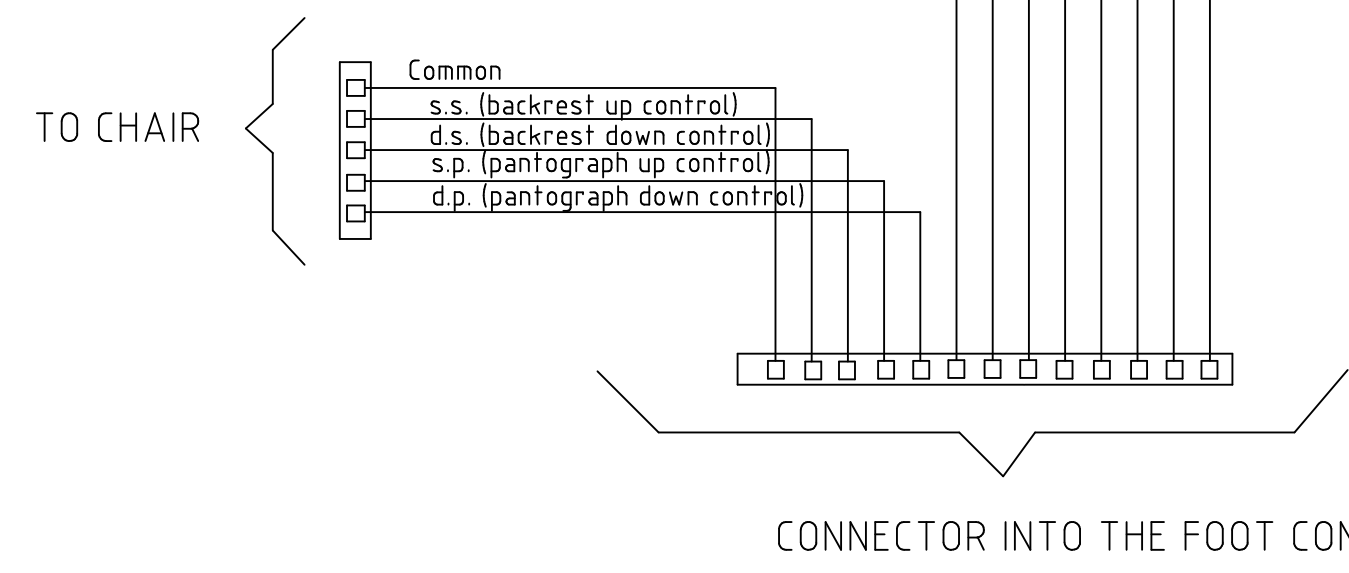 Common
s.s. (backrest up control)
TO CHAIR
d.s. (backrest down control)
s.p. (pantograph up control)
d.p. (pantograph down control)
CONNECTOR INTO THE FOOT